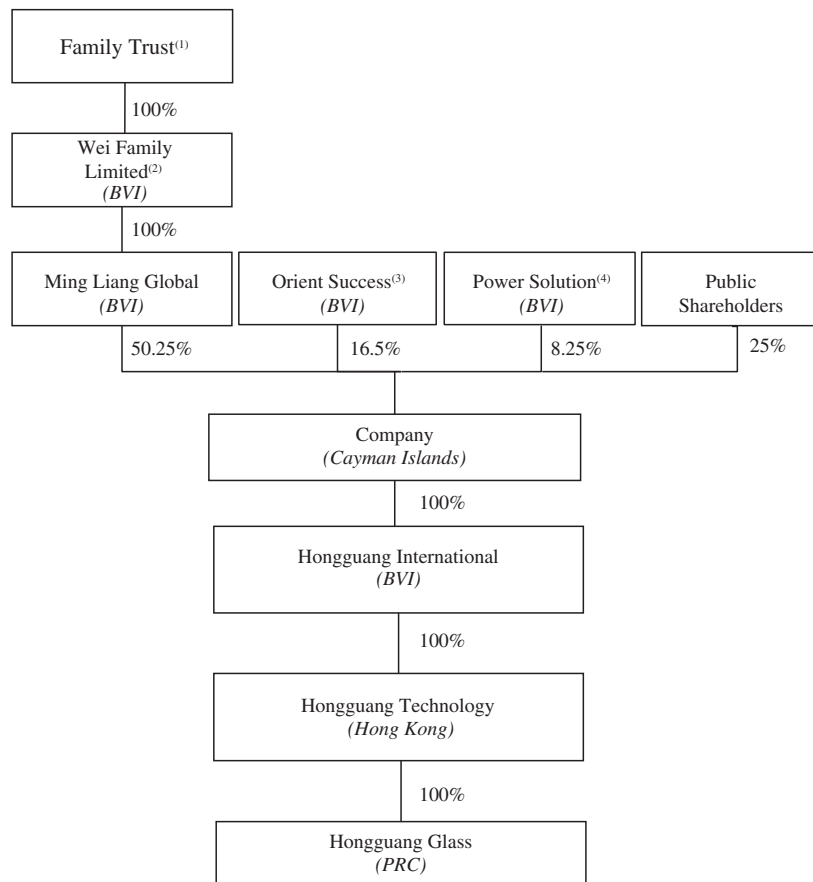 Family Trust(1)
100%
Wei Family
Limited(2)
(BVI)
100%
Ming Liang Global
(BVI)
Orient Success(3)
(BVI)
Power Solution(4)
(BVI)
Public
Shareholders
50.25%
16.5%
8.25%
25%
Company
(Cayman Islands)
100%
Hongguang International
(BVI)
100%
Hongguang Technology
(Hong Kong)
100%
Hongguang Glass
(PRC)